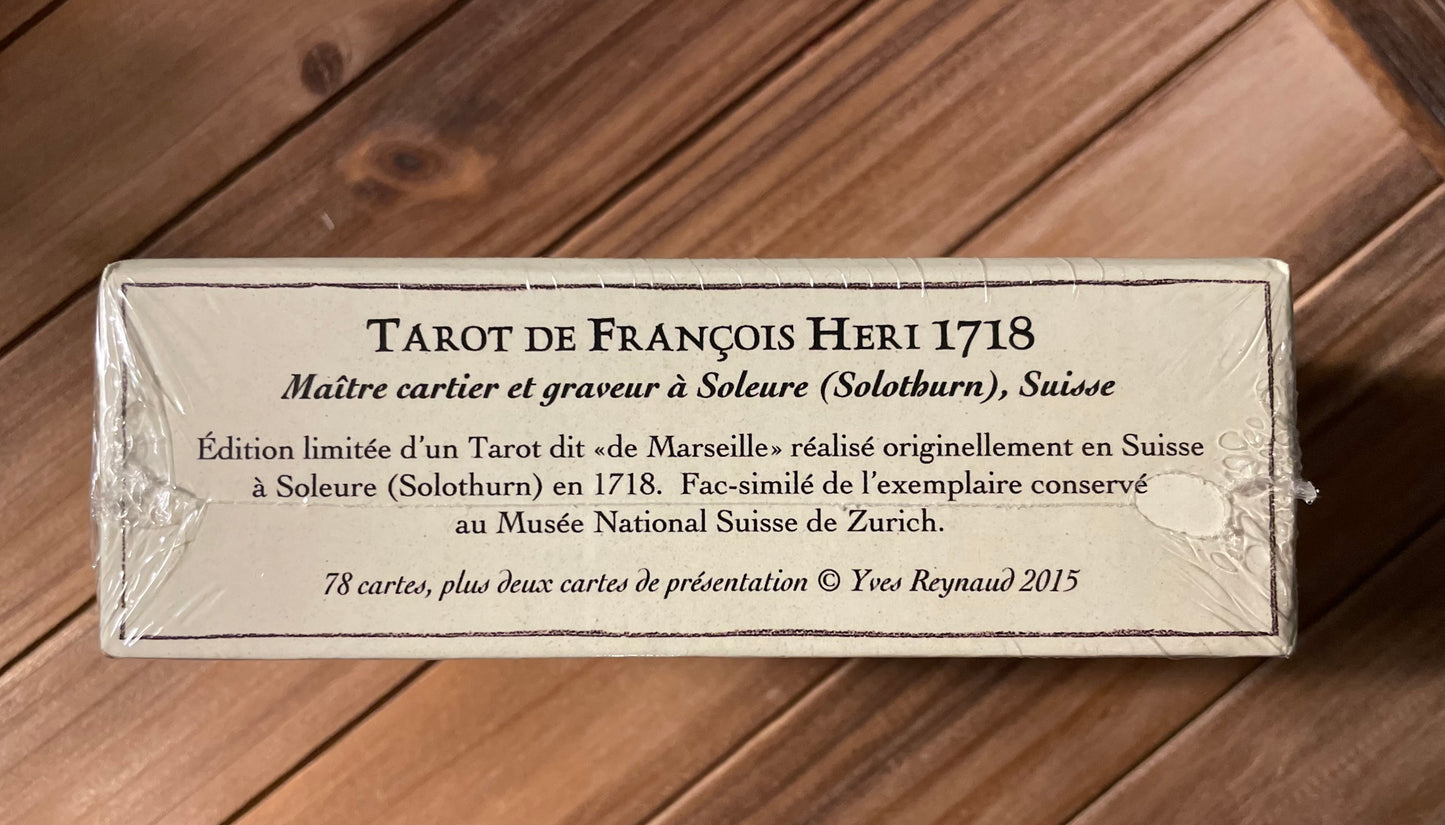 TAROT DE FRANÇOIS HERI 1718
Maître cartier et graveur à Soleure (Solothurn), Suisse
Édition limitée d'un Tarot dit «de Marseille» réalisé originellement en Suisse
à Soleure (Solothurn) en 1718. Fac-similé de l'exemplaire conservé
au Musée National Suisse de Zurich.
78 cartes, plus deux cartes de présentation © Yves Reynaud 2015